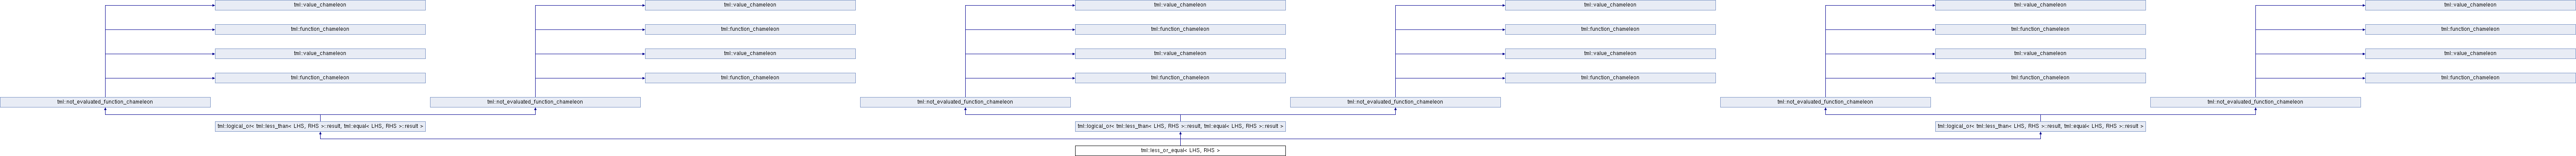 tml::value_chameleon tml::value_chameleon tml::value_chameleon tml::value_chameleon tml::value_chameleon tml::value_chameleon
tml::function_chameleon tml::function_chameleon tml::function_chameleon tml::function_chameleon tml::function_chameleon tml::function_chameleon
tml::value_chameleon tml::value_chameleon tml::value_chameleon tml::value_chameleon tml::value_chameleon tml::value_chameleon
tml::function_chameleon tml::function_chameleon tml::function_chameleon tml::function_chameleon tml::function_chameleon tml::function_chameleon
tml::not_evaluated_function_chameleon tml::not_evaluated_function_chameleon tml::not_evaluated_function_chameleon tml::not_evaluated_function_chameleon tml::not_evaluated_function_chameleon tml::not_evaluated_function_chameleon
tml::logical_or< tml::less_than< LHS, RHS >::result, tml::equal< LHS, RHS >::result > tml::logical_or< tml::less_than< LHS, RHS >::result, tml::equal< LHS, RHS >::result > tml::logical_or< tml::less_than< LHS, RHS >::result, tml::equal< LHS, RHS >::result >
tml::less_or_equal< LHS, RHS >